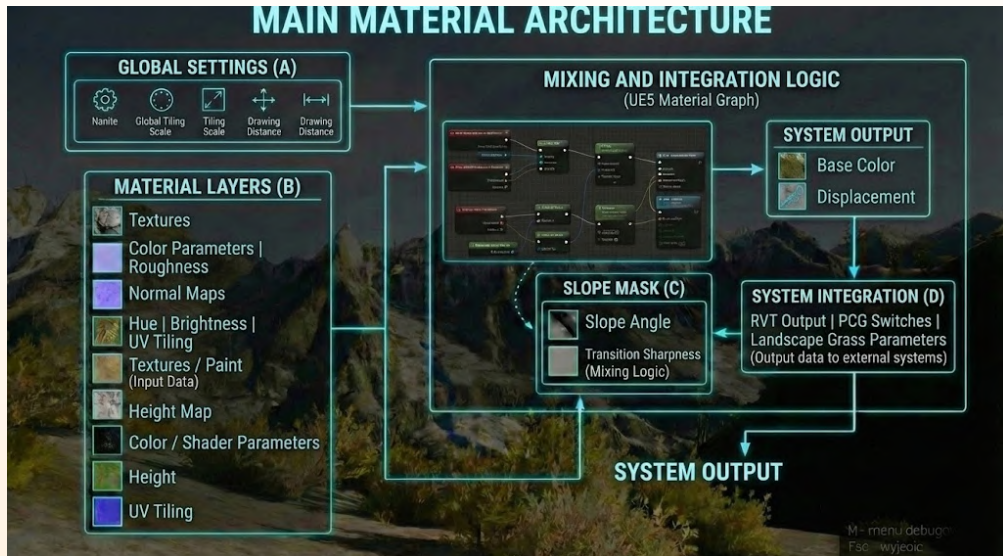 MAIN MATERIAL ARCHITECTURE
GLOBAL SETTINGS (A)
Nanite
Global Tiling
Scale
Tiling
Scale
Drawing
Distance
Drawing
Distance
MATERIAL LAYERS (B)
Textures
Color Parameters |
Roughness
Normal Maps
Hue | Brightness |
UV Tiling
Textures / Paint
(Input Data)
Height Map
Color / Shader Parameters
Height
UV Tiling
MIXING AND INTEGRATION LOGIC
(UE5 Material Graph)
SYSTEM OUTPUT
Base Color
Displacement
SLOPE MASK (C)
Slope Angle
Transition Sharpness
(Mixing Logic)
SYSTEM INTEGRATION (D)
RVT Output | PCG Switches |
Landscape Grass Parameters
(Output data to external systems)
SYSTEM OUTPUT
M - menu debug